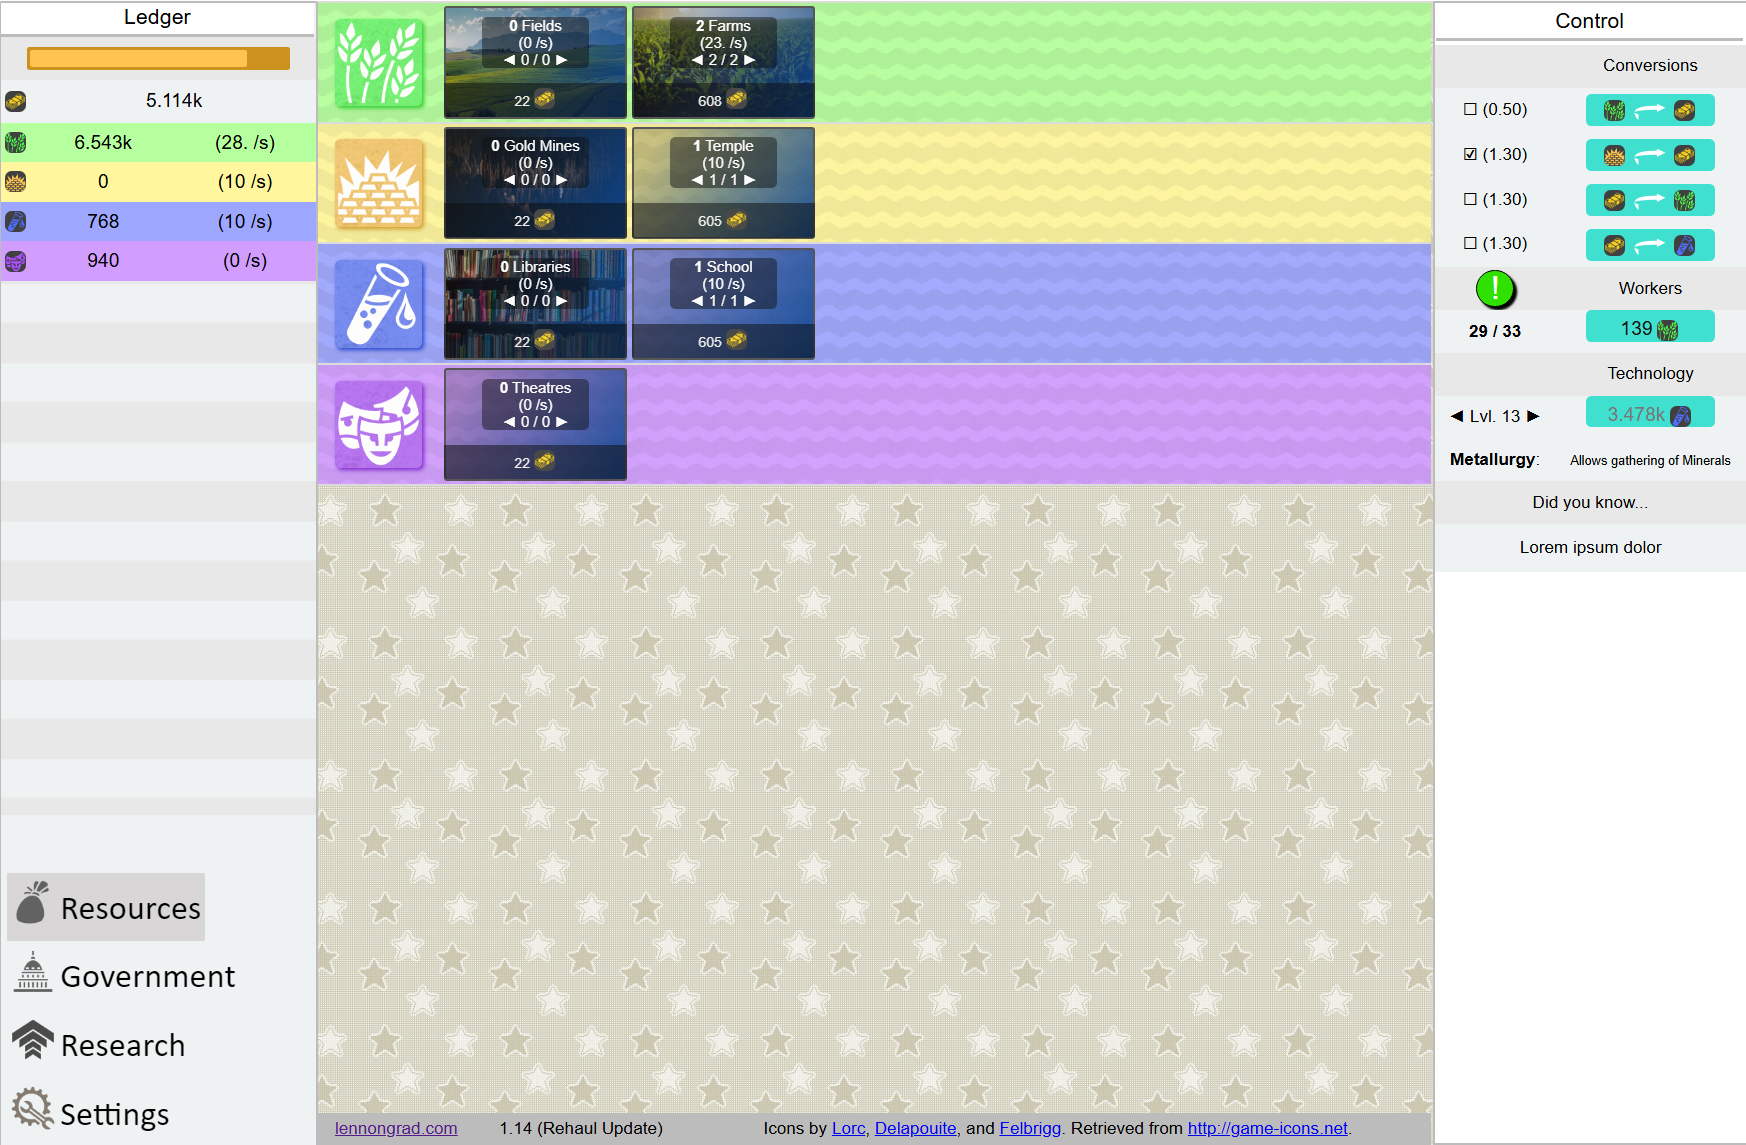 Ledger
5.114k
6.543k (28. /s)
0 (10 /s)
768 (10 /s)
940 (0 /s)
Resources
Government
Research
Settings
0 Fields
(0 /s)
◄ 0 / 0 ►
22
2 Farms
(23. /s)
◄ 2 / 2 ►
608
0 Gold Mines
(0 /s)
◄ 0 / 0 ►
22
1 Temple
(10 /s)
◄ 1 / 1 ►
605
0 Libraries
(0 /s)
◄ 0 / 0 ►
22
1 School
(10 /s)
◄ 1 / 1 ►
605
0 Theatres
(0 /s)
◄ 0 / 0 ►
22
lennongrad.com 1.14 (Rehaul Update) Icons by Lorc, Delapouite, and Felbrigg. Retrieved from http://game-icons.net.
Control
Conversions
☐ (0.50)
☑ (1.30)
☐ (1.30)
☐ (1.30)
! Workers
29 / 33 139
Technology
◄ Lvl. 13 ► 3.478k
Metallurgy: Allows gathering of Minerals
Did you know...
Lorem ipsum dolor